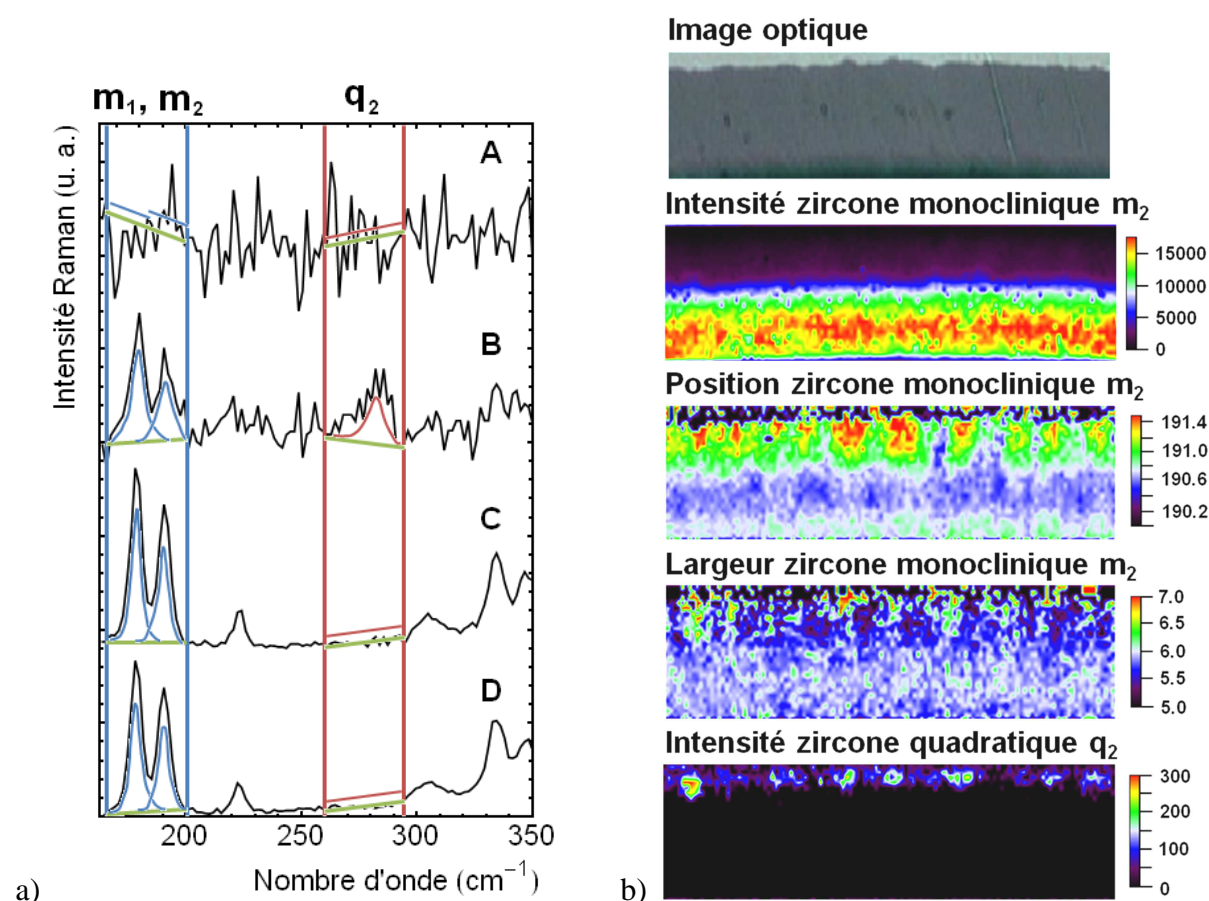 m1, m2
q2
A
B
C
D
Intensité Raman (u. a.)
200
250
300
350
Nombre d'onde (cm−1)
a)
Image optique
Intensité zircone monoclinique m2
15000
10000
5000
0
Position zircone monoclinique m2
191.4
191.0
190.6
190.2
Largeur zircone monoclinique m2
7.0
6.5
6.0
5.5
5.0
Intensité zircone quadratique q2
300
200
100
0
b)